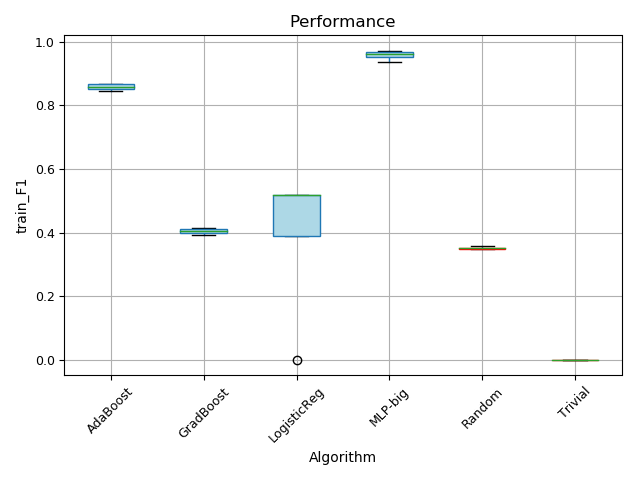 Performance
1.0
0.8
0.6
0.4
0.2
0.0
train_F1
AdaBoost
GradBoost
LogisticReg
MLP-big
Random
Trivial
Algorithm